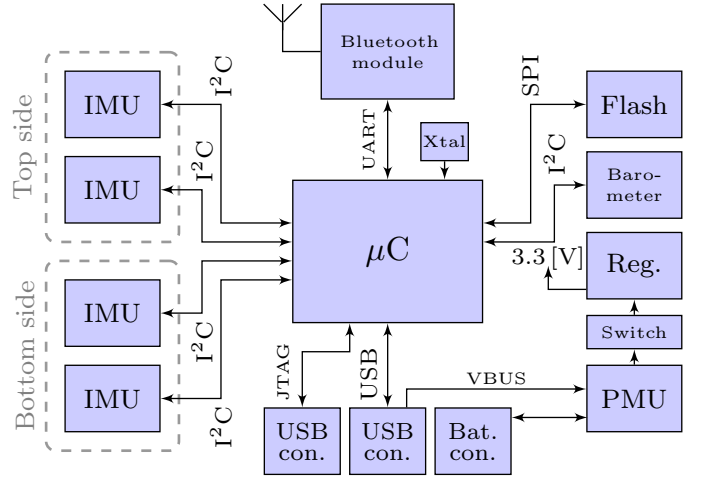 Bluetooth
module
I²C
SPI
IMU
Flash
Top side
UART
Xtal
I²C
I²C
IMU
Baro-
meter
μC
3.3 [V]
Reg.
Bottom side
IMU
I²C
Switch
JTAG
USB
VBUS
IMU
PMU
I²C
USB
con.
USB
con.
Bat.
con.